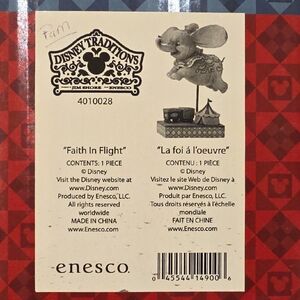 Pam
DISNEY TRADITIONS
JIM SHORE ENESCO
4010028
"Faith In Flight"
CONTENTS: 1 PIECE
© Disney
Visit the Disney website at
www.Disney.com
Produced by Enesco, LLC.
All rights reserved
worldwide
MADE IN CHINA
www.Enesco.com
"La foi á l'oeuvre"
CONTENU : 1 PIÈCE
© Disney
Visitez le site Web de Disney à
www.Disney.com
Produit par Enesco, LLC.
Tous droits réservés à l'échelle
mondiale
FAIT EN CHINE
www.Enesco.com
enesco.
0 45544 14900 6